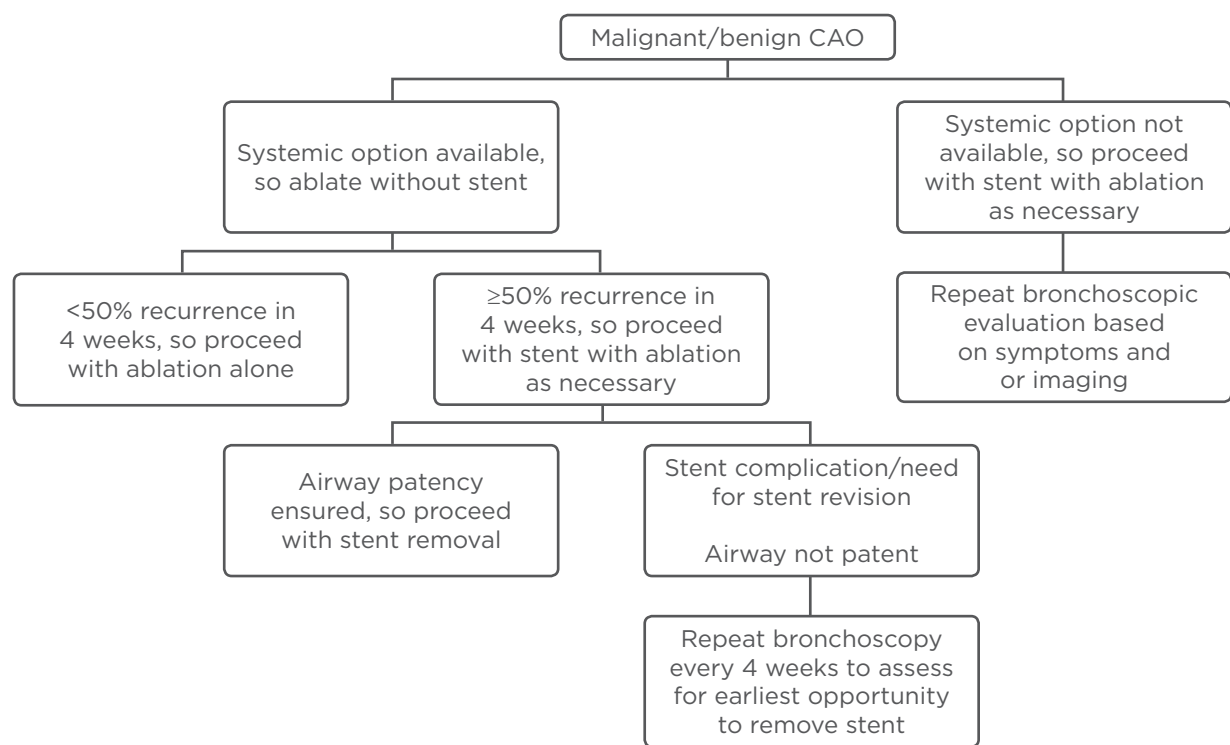 Malignant/benign CAO
Systemic option available,
so ablate without stent
Systemic option not
available, so proceed
with stent with ablation
as necessary
<50% recurrence in
4 weeks, so proceed
with ablation alone
≥50% recurrence in
4 weeks, so proceed
with stent with ablation
as necessary
Repeat bronchoscopic
evaluation based
on symptoms and
or imaging
Airway patency
ensured, so proceed
with stent removal
Stent complication/need
for stent revision
Airway not patent
Repeat bronchoscopy
every 4 weeks to assess
for earliest opportunity
to remove stent